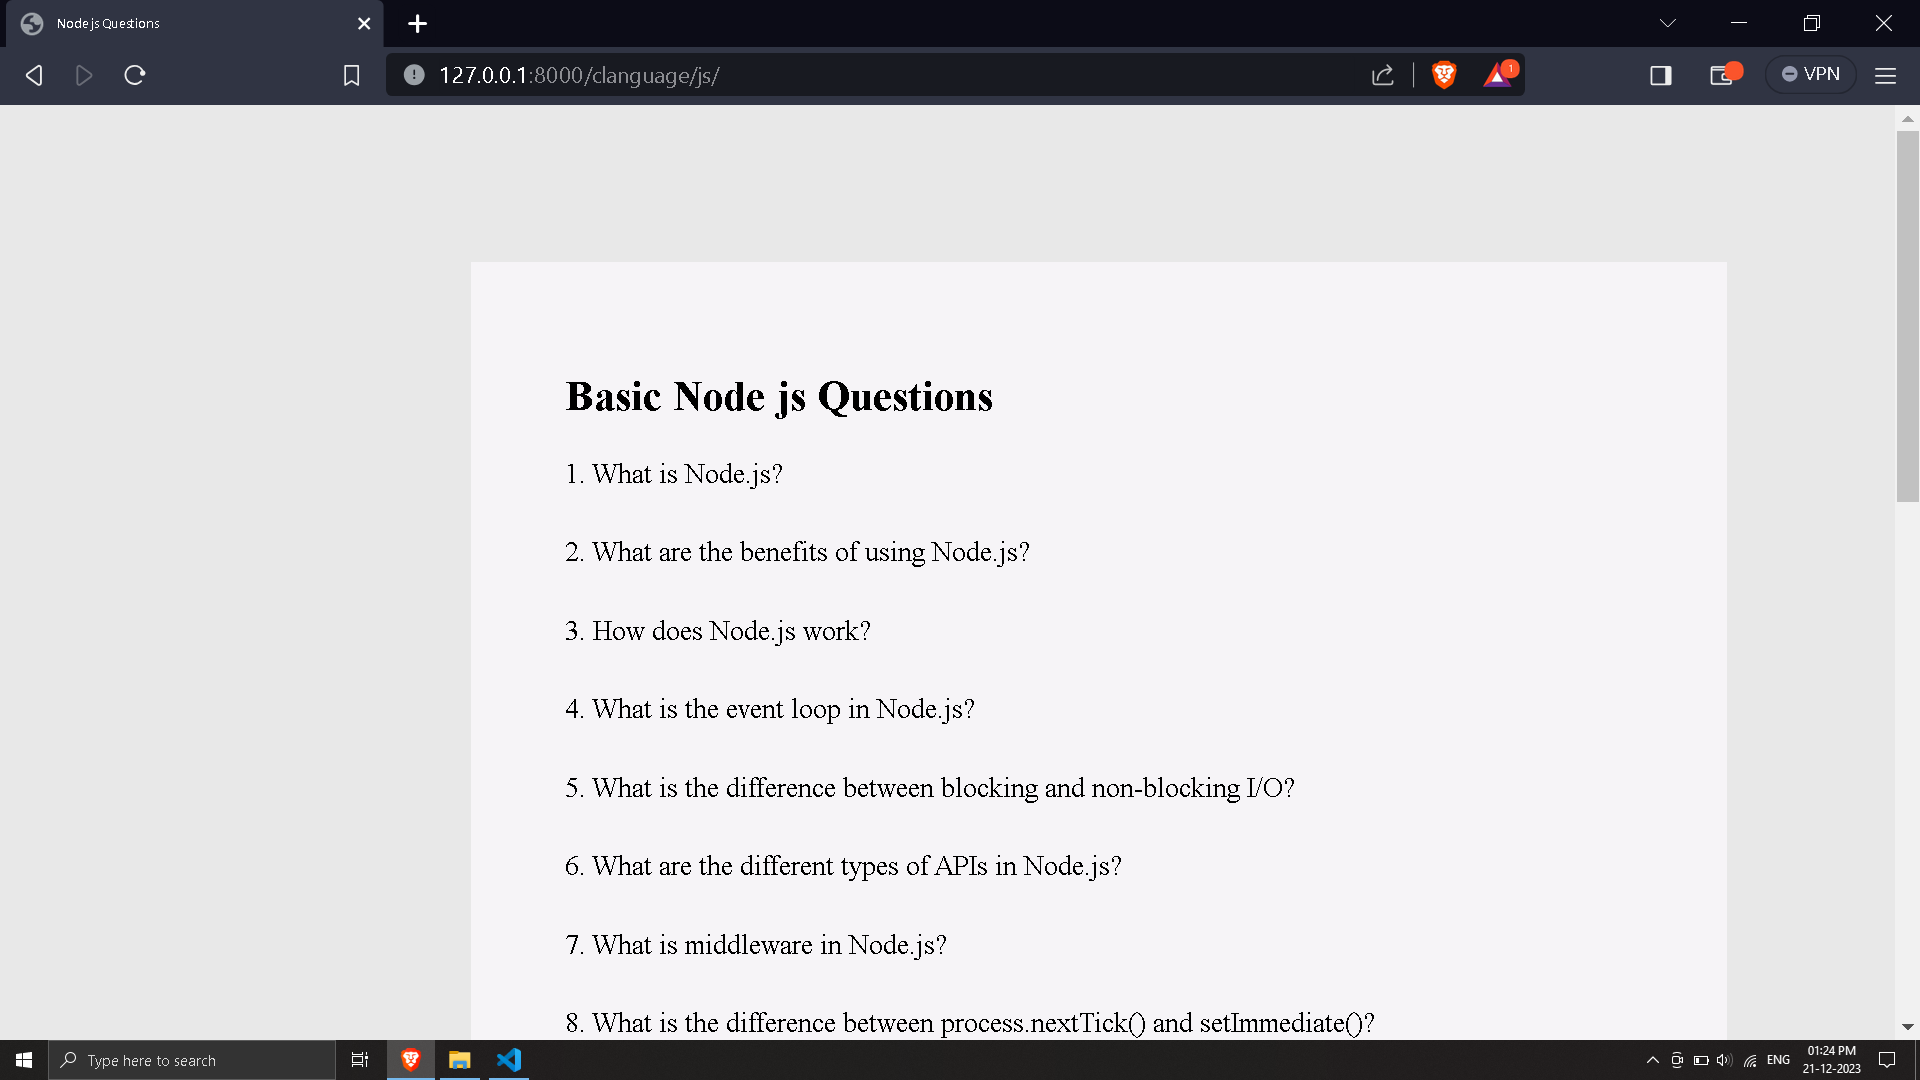 Node js Questions
127.0.0.1:8000/clanguage/js/
1
VPN
Basic Node js Questions
1. What is Node.js?
2. What are the benefits of using Node.js?
3. How does Node.js work?
4. What is the event loop in Node.js?
5. What is the difference between blocking and non-blocking I/O?
6. What are the different types of APIs in Node.js?
7. What is middleware in Node.js?
8. What is the difference between process.nextTick() and setImmediate()?
Type here to search
ENG
01:24 PM
21-12-2023